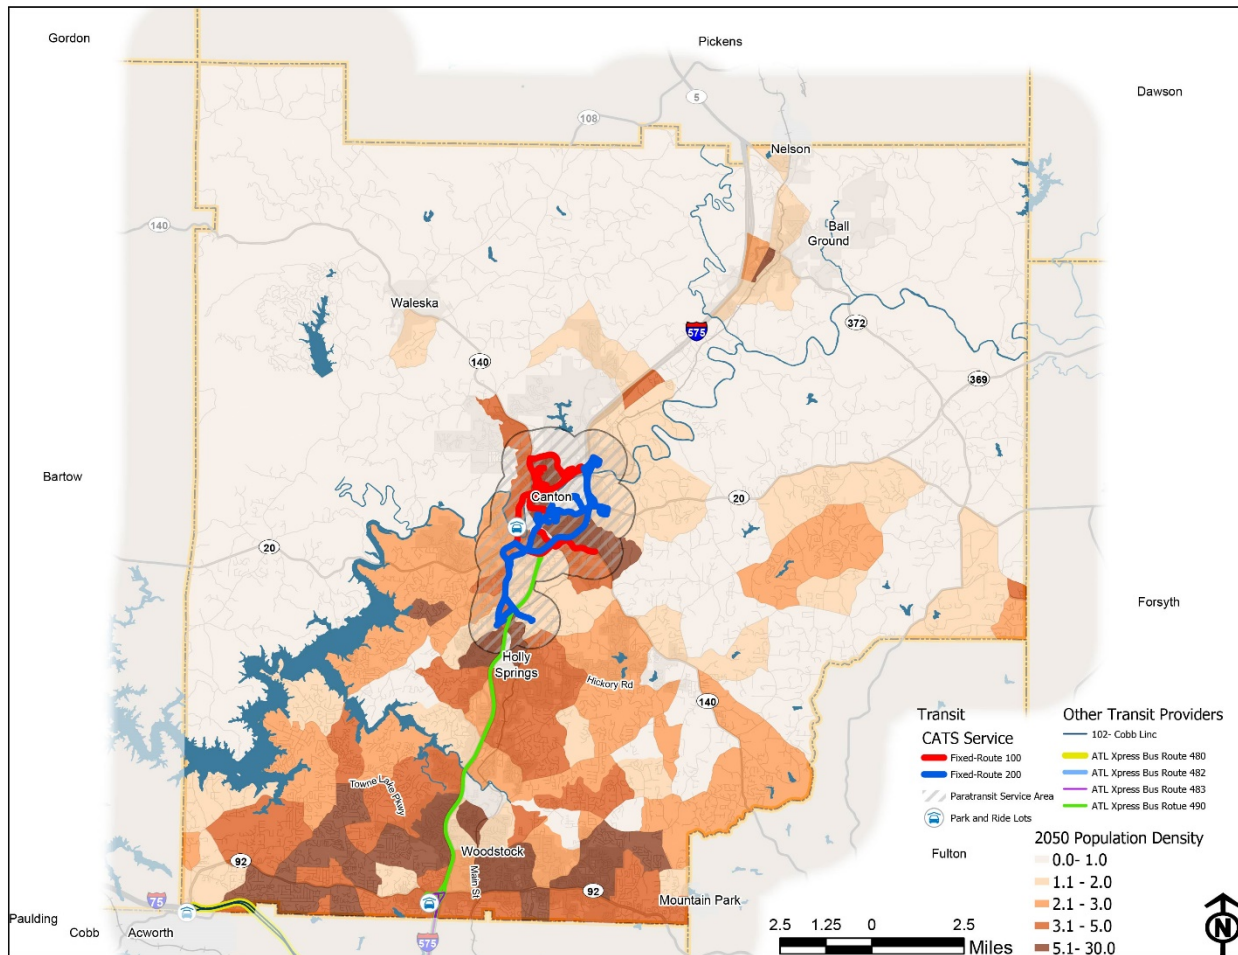 Gordon
Pickens
Dawson
5
108
Nelson
140
Ball
Ground
Waleska
575
372
140
369
Bartow
Canton
20
20
Forsyth
Holly
Springs
Hickory Rd
140
Transit
CATS Service
Fixed-Route 100
Fixed-Route 200
Paratransit Service Area
Park and Ride Lots
Other Transit Providers
102- Cobb Linc
ATL Xpress Bus Route 480
ATL Xpress Bus Route 482
ATL Xpress Bus Route 483
ATL Xpress Bus Rotue 490
Towne Lake Pkwy
Woodstock
Main St
92
92
Fulton
2050 Population Density
0.0- 1.0
1.1 - 2.0
2.1 - 3.0
3.1 - 5.0
5.1- 30.0
75
Mountain Park
Paulding
Cobb
Acworth
575
2.5 1.25 0 2.5
Miles
N